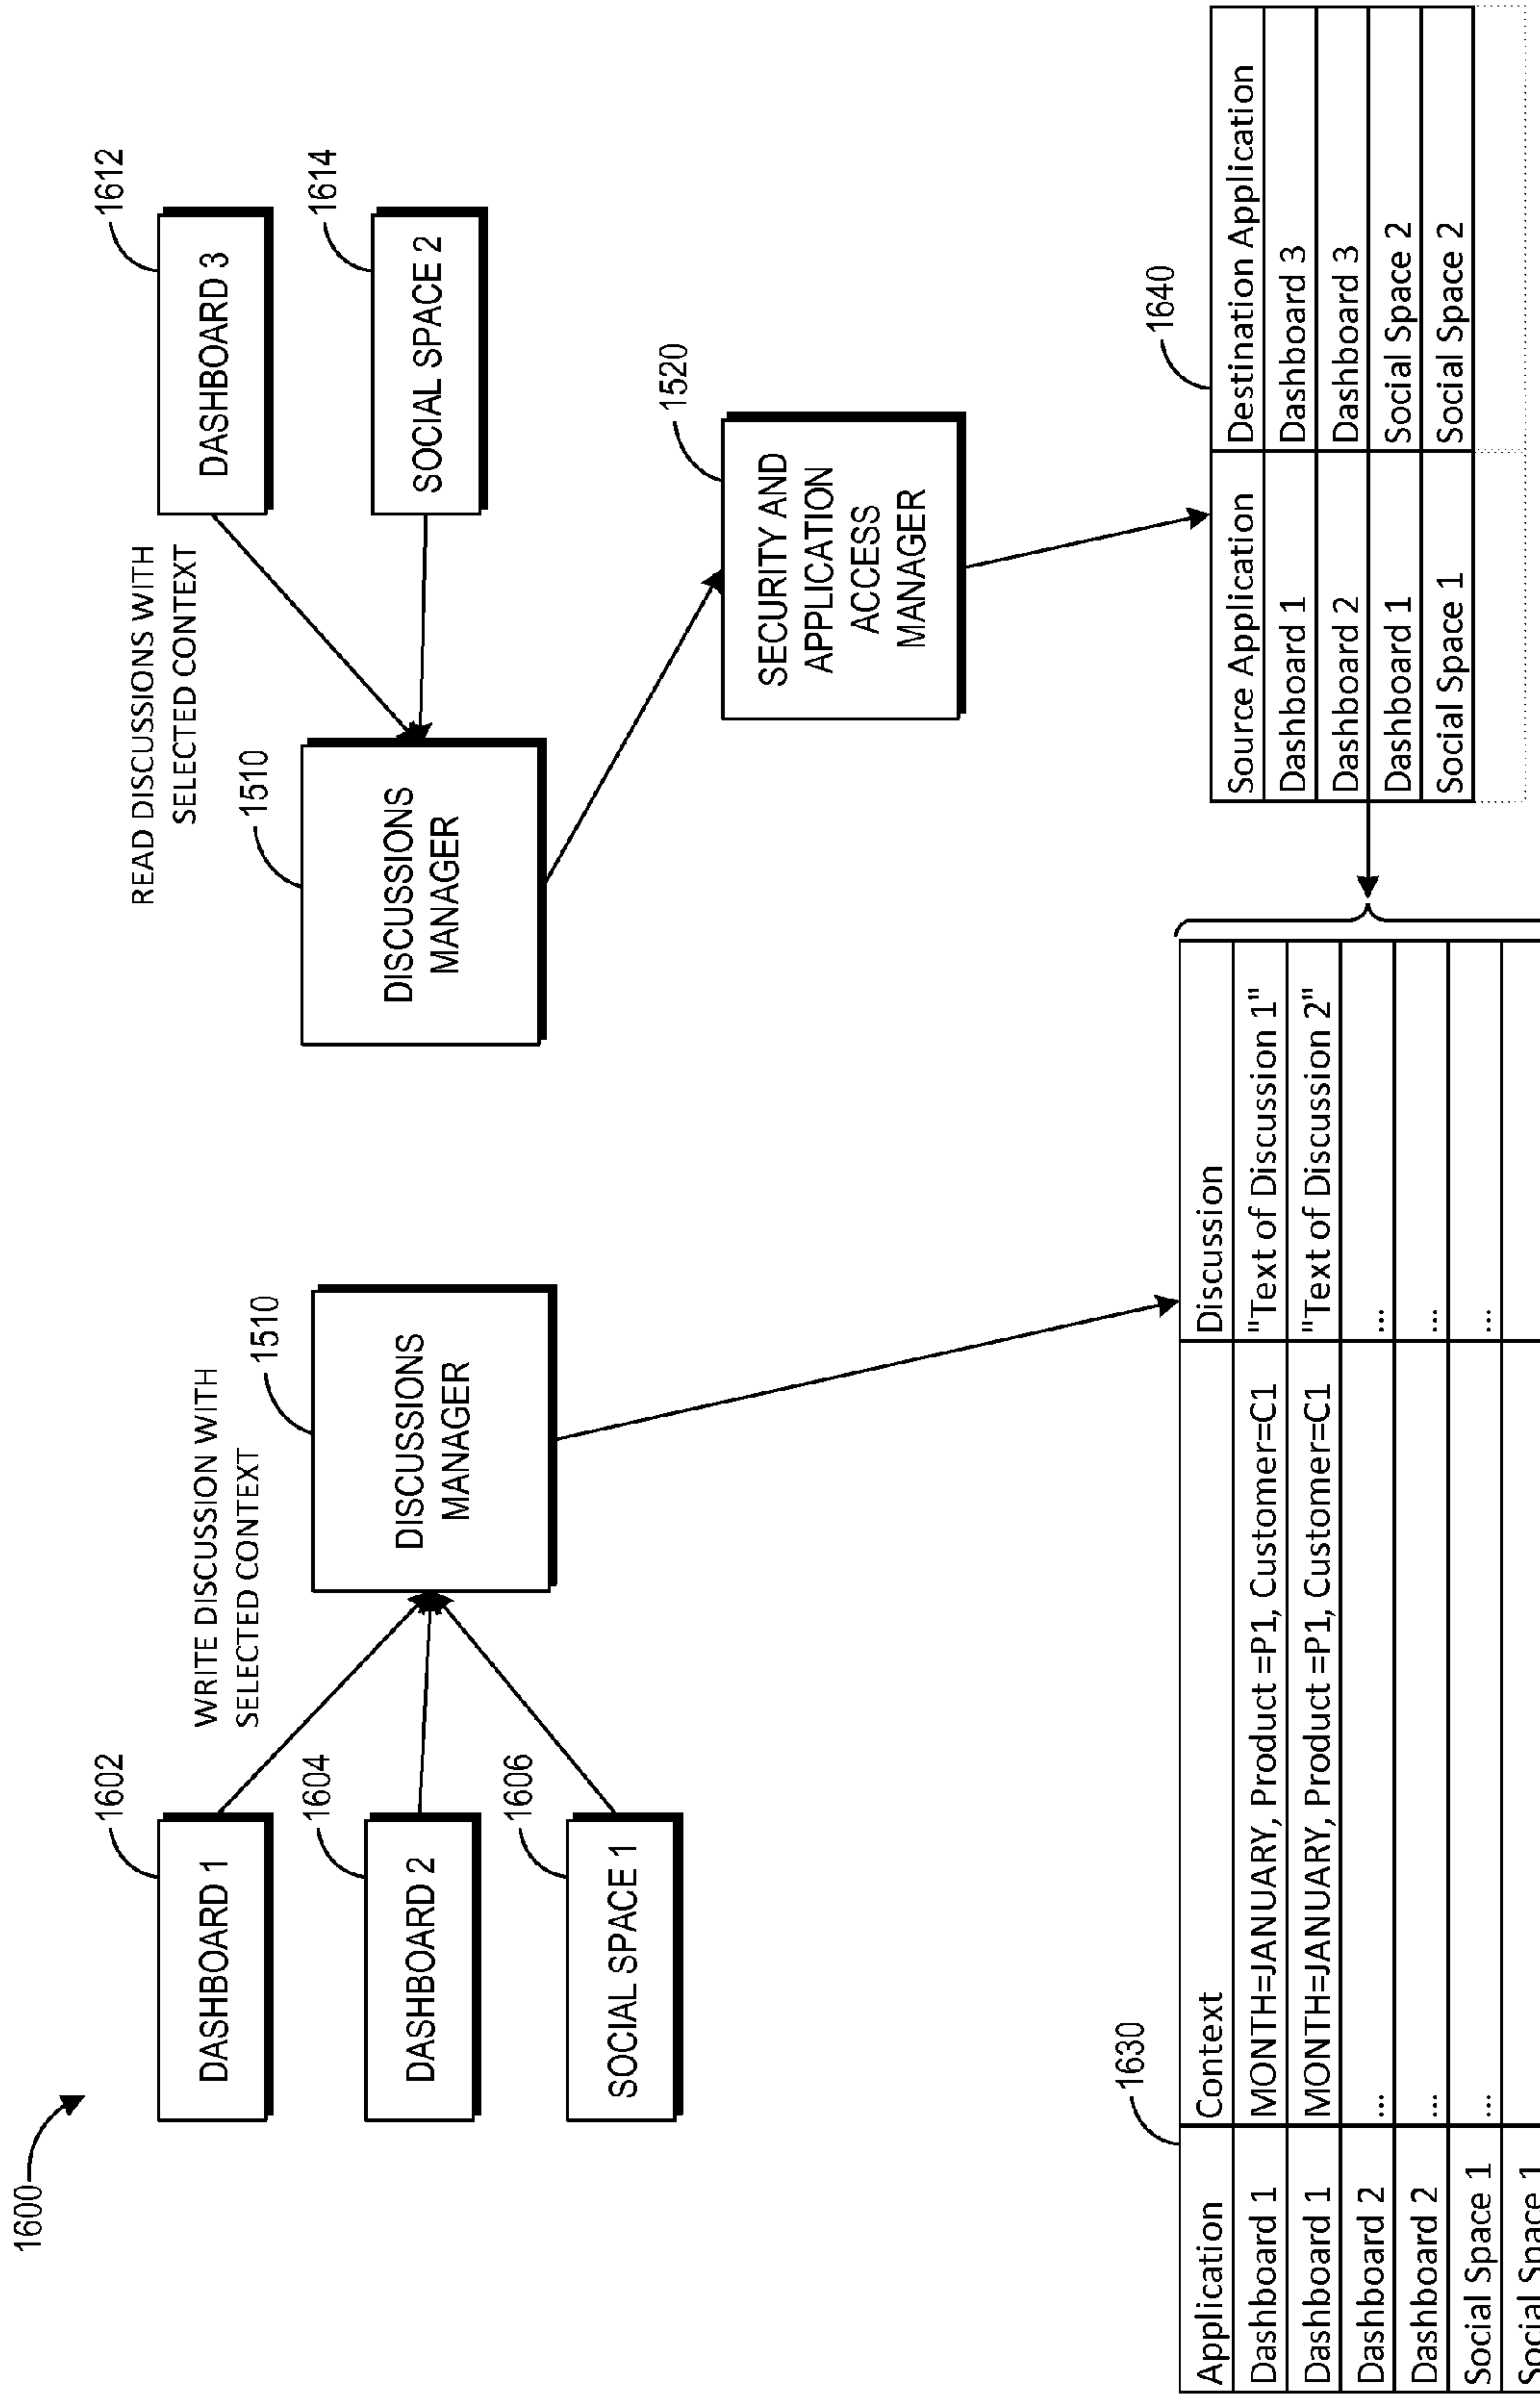 1600
1602
DASHBOARD 1
1604
DASHBOARD 2
1606
SOCIAL SPACE 1
WRITE DISCUSSION WITH
SELECTED CONTEXT
1510
DISCUSSIONS
MANAGER
READ DISCUSSIONS WITH
SELECTED CONTEXT
1510
DISCUSSIONS
MANAGER
1612
DASHBOARD 3
1614
SOCIAL SPACE 2
1520
SECURITY AND
APPLICATION
ACCESS
MANAGER
1630
Application Context Discussion
Dashboard 1 MONTH=JANUARY, Product =P1, Customer=C1 "Text of Discussion 1"
Dashboard 1 MONTH=JANUARY, Product =P1, Customer=C1 "Text of Discussion 2"
Dashboard 2 ... ...
Dashboard 2 ... ...
Social Space 1 ... ...
Social Space 1
1640
Source Application Destination Application
Dashboard 1 Dashboard 3
Dashboard 2 Dashboard 3
Dashboard 1 Social Space 2
Social Space 1 Social Space 2